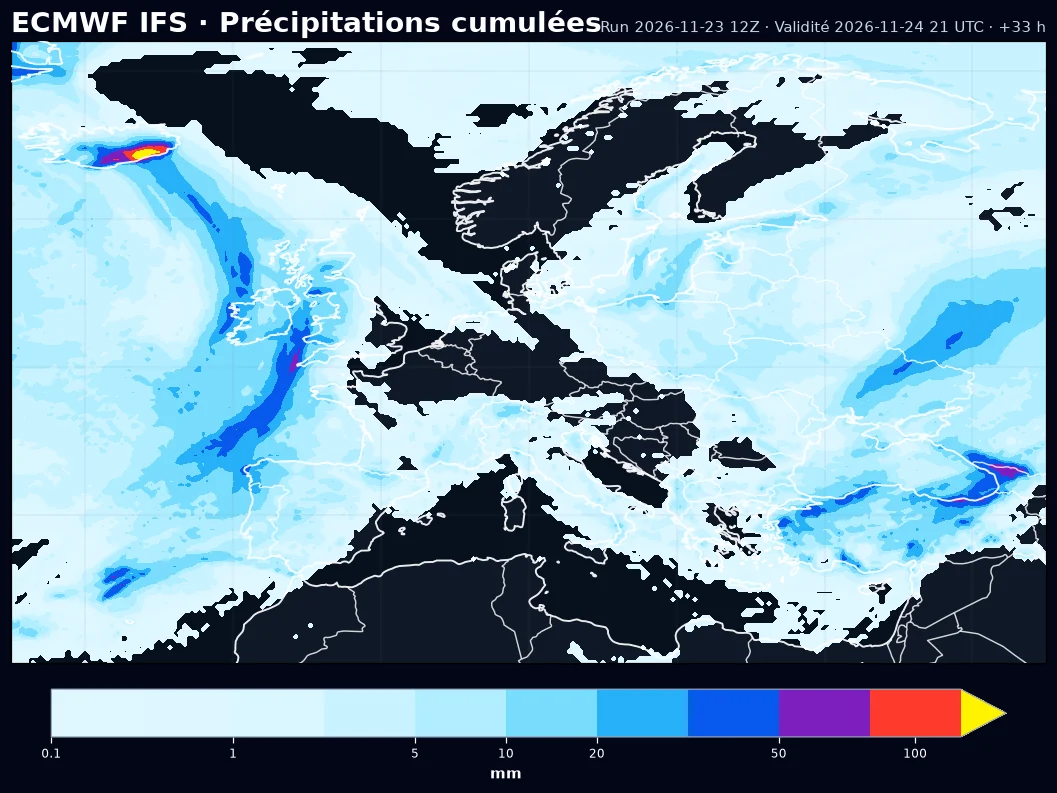 ECMWF IFS · Précipitations cumulées
Run 2026-11-23 12Z · Validité 2026-11-24 21 UTC · +33 h
0.1 1 5 10 20 50 100
mm